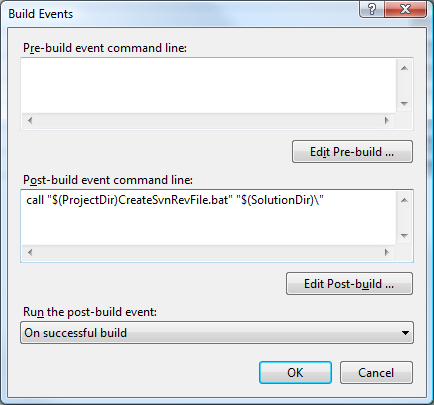 Build Events
Pre-build event command line:
Edit Pre-build ...
Post-build event command line:
call "$(ProjectDir)CreateSvnRevFile.bat" "$(SolutionDir)\"
Edit Post-build ...
Run the post-build event:
On successful build
OK Cancel